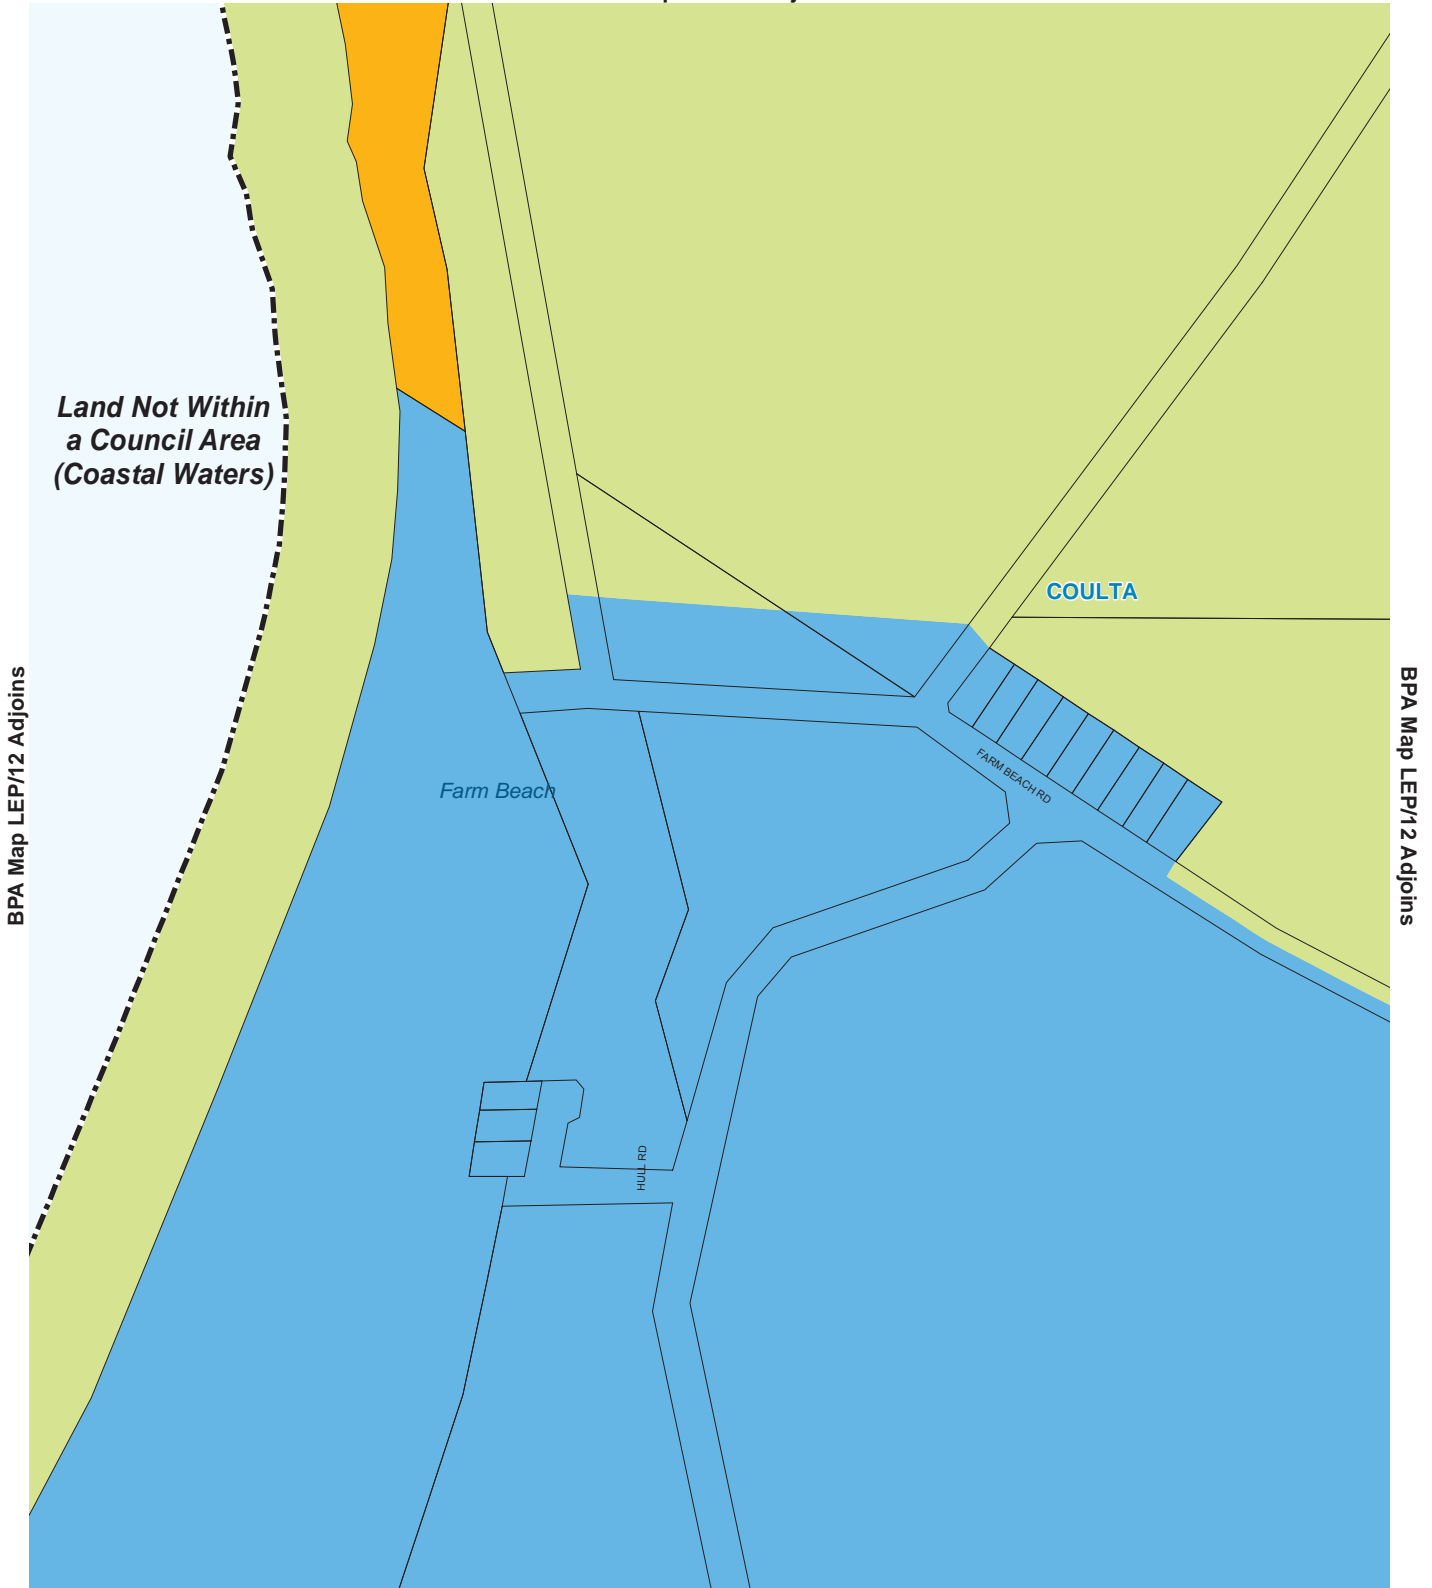 Land Not Within
a Council Area
(Coastal Waters)
COULTA
BPA Map LEP/12 Adjoins
BPA Map LEP/12 Adjoins
FARM BEACH RD
Farm Beach
HULL RD